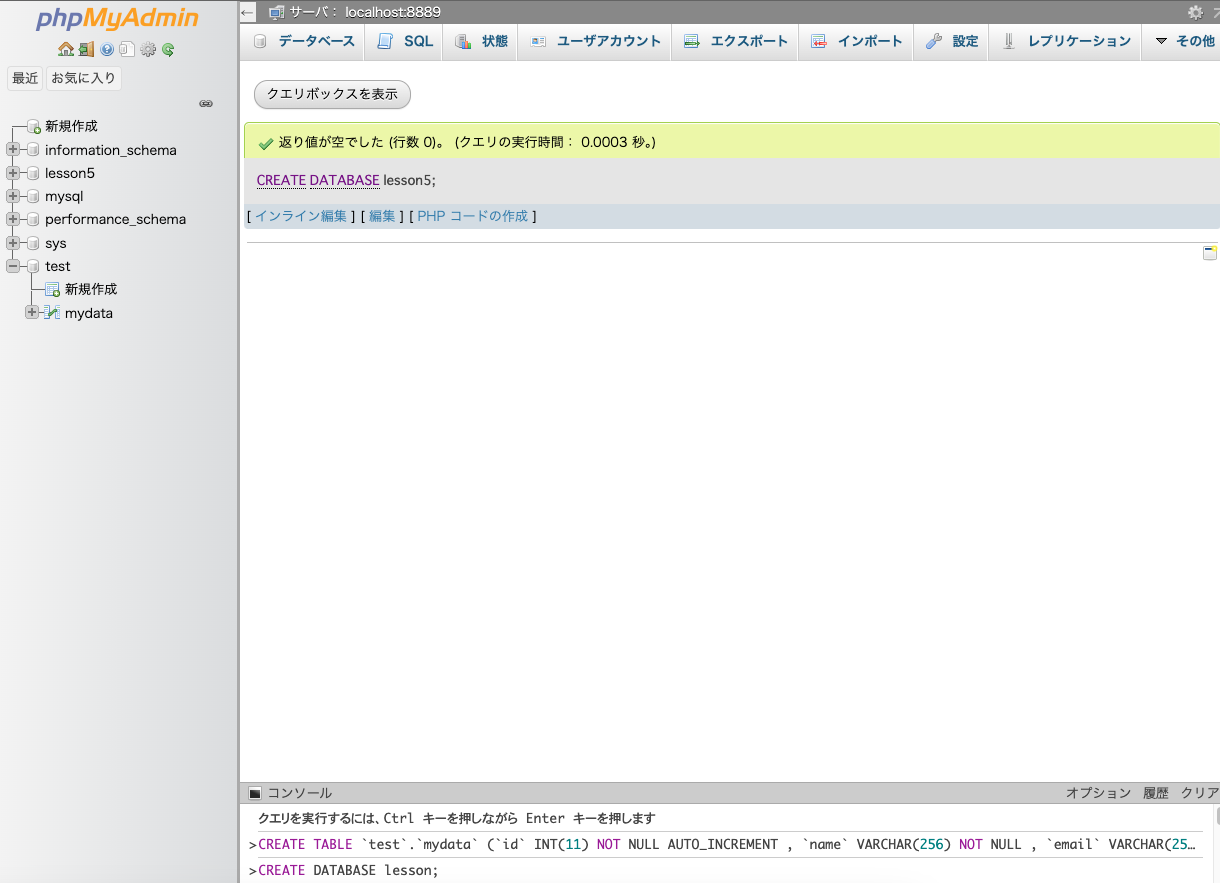 phpMyAdmin
最近 お気に入り
新規作成
information_schema
lesson5
mysql
performance_schema
sys
test
新規作成
mydata
サーバ： localhost:8889
データベース SQL 状態 ユーザアカウント エクスポート インポート 設定 レプリケーション その他
クエリボックスを表示
返り値が空でした (行数 0)。 (クエリの実行時間： 0.0003 秒。)
CREATE DATABASE lesson5;
[ インライン編集 ] [ 編集 ] [ PHP コードの作成 ]
コンソール オプション 履歴 クリア
クエリを実行するには、Ctrl キーを押しながら Enter キーを押します
>CREATE TABLE `test`.`mydata` (`id` INT(11) NOT NULL AUTO_INCREMENT , `name` VARCHAR(256) NOT NULL , `email` VARCHAR(25…
>CREATE DATABASE lesson;